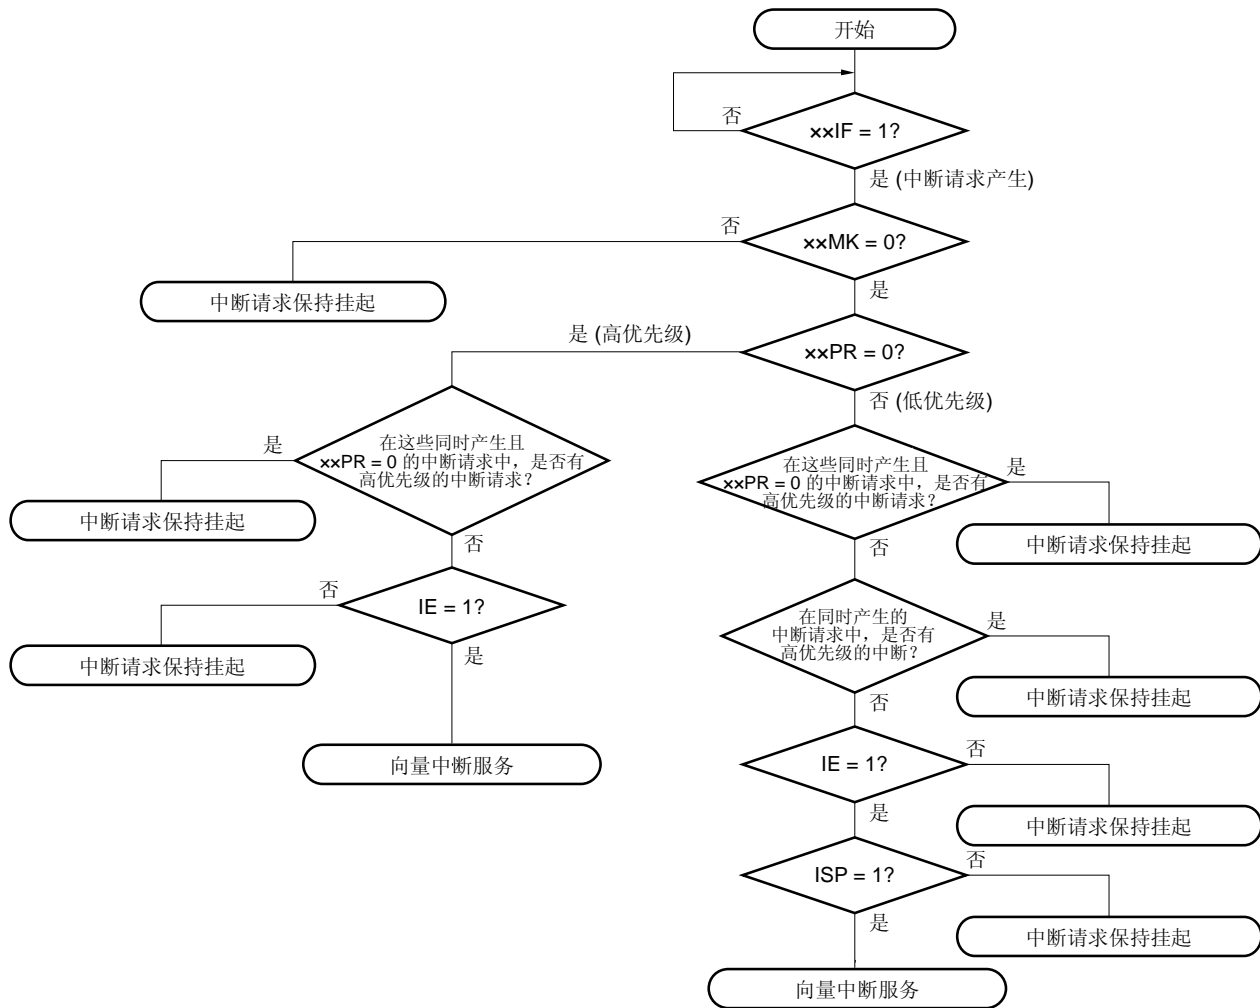 开始
否
××IF = 1?
是 (中断请求产生)
否
××MK = 0?
中断请求保持挂起
是
是 (高优先级)
××PR = 0?
否 (低优先级)
是
在这些同时产生且
××PR = 0 的中断请求中，是否有
高优先级的中断请求？
中断请求保持挂起
否
在这些同时产生且
××PR = 0 的中断请求中，是否有
高优先级的中断请求？
是
中断请求保持挂起
否
否
IE = 1?
中断请求保持挂起
是
向量中断服务
在同时产生的
中断请求中，是否有
高优先级的中断？
是
中断请求保持挂起
否
IE = 1?
否
中断请求保持挂起
是
ISP = 1?
否
中断请求保持挂起
是
向量中断服务